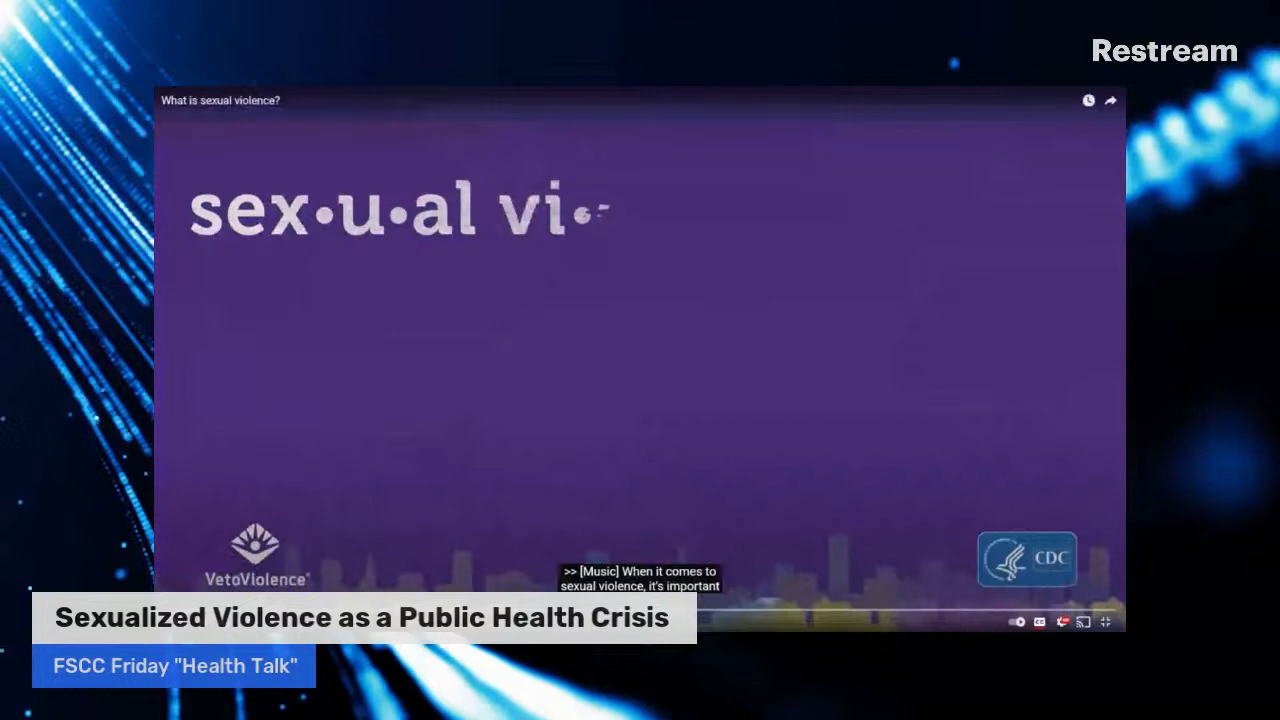 Restream
What is sexual violence?
sex•u•al vi•
VetoViolence®
CDC
>> [Music] When it comes to
sexual violence, it's important
Sexualized Violence as a Public Health Crisis
FSCC Friday "Health Talk"